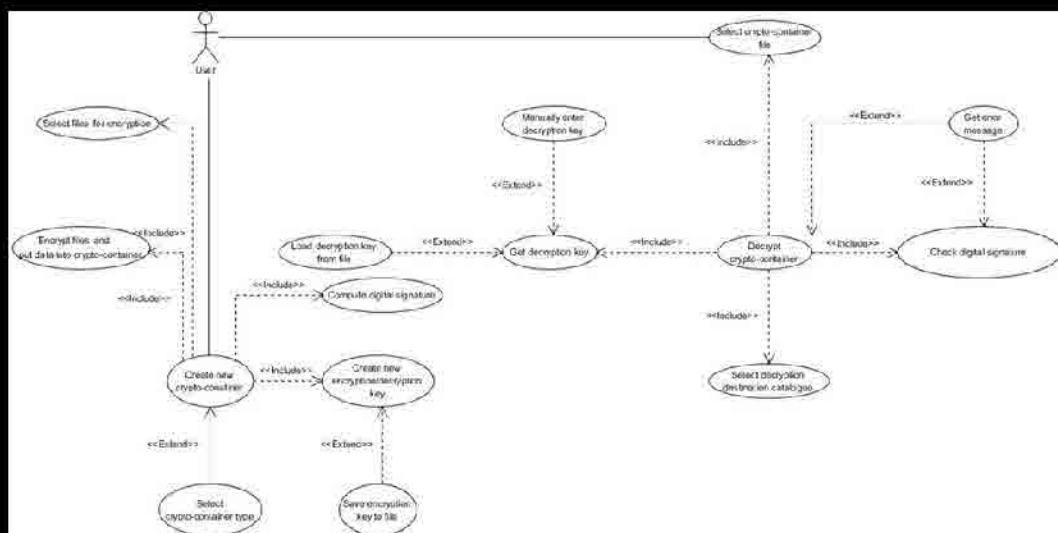 User
Select crypto-container
file
Select files for encryption
Manually enter
decryption key
<<Extend>>
Get error
message
<<Include>>
<<Extend>>
<<Extend>>
<<Include>>
Encrypt files and
put data into crypto-container
Load decryption key
from file
<<Extend>>
Get decryption key
<<Include>>
Decrypt
crypto-container
<<Include>>
Check digital signature
<<Include>>
<<Include>>
Compute digital signature
<<Include>>
Create new
crypto-container
<<Include>>
Create new
encryption/decryption
key
Select decryption
destination catalogue
<<Extend>>
<<Extend>>
Select
crypto-container type
Save encryption
key to file